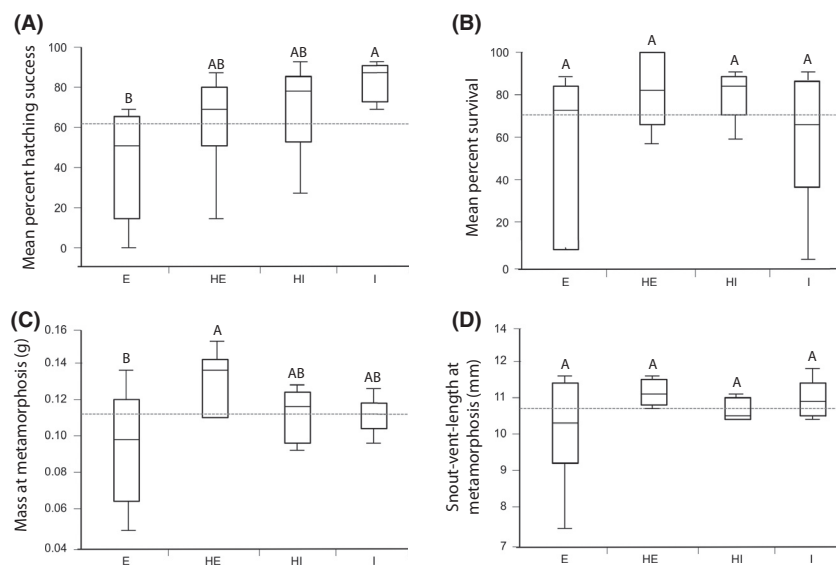 (A)
Mean percent hatching success
100
80
60
40
20
0
B
AB
AB
A
E
HE
HI
I
(B)
Mean percent survival
100
80
60
40
20
0
A
A
A
A
E
HE
HI
I
(C)
Mass at metamorphosis (g)
0.16
0.14
0.12
0.10
0.08
0.06
0.04
B
A
AB
AB
E
HE
HI
I
(D)
Snout-vent-length at
metamorphosis (mm)
14
12
11
10
9
8
7
A
A
A
A
E
HE
HI
I